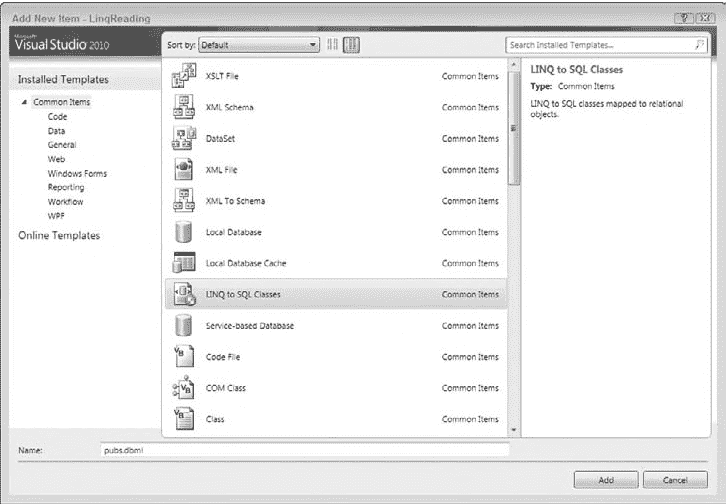 Add New Item - LinqReading
Microsoft
Visual Studio 2010
Sort by: Default
Search Installed Templates...
Installed Templates
Common Items
Code
Data
General
Web
Windows Forms
Reporting
Workflow
WPF
Online Templates
XSLT File Common Items
XML Schema Common Items
DataSet Common Items
XML File Common Items
XML To Schema Common Items
Local Database Common Items
Local Database Cache Common Items
LINQ to SQL Classes Common Items
Service-based Database Common Items
VB
Code File Common Items
VB
COM Class Common Items
VB
Class Common Items
LINQ to SQL Classes
Type: Common Items
LINQ to SQL classes mapped to relational
objects.
Name: pubs.dbml
Add Cancel